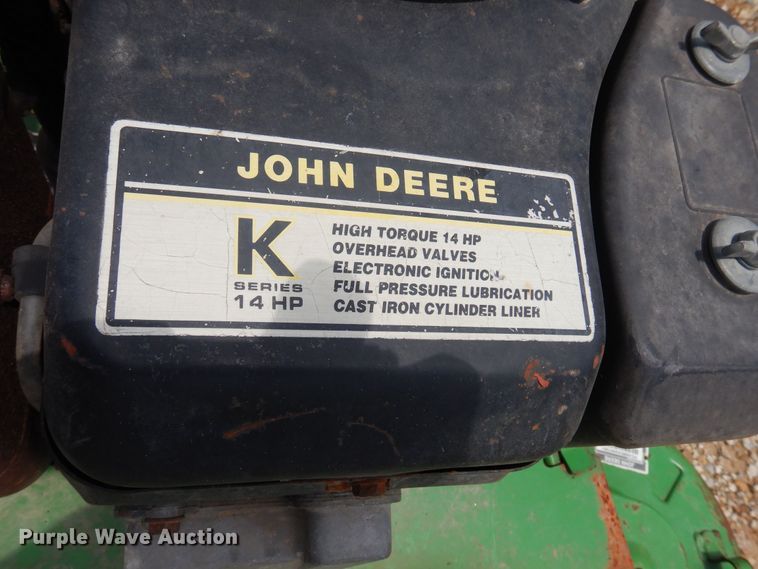 JOHN DEERE
K
SERIES
14 HP
HIGH TORQUE 14 HP
OVERHEAD VALVES
ELECTRONIC IGNITION
FULL PRESSURE LUBRICATION
CAST IRON CYLINDER LINER
Purple Wave Auction